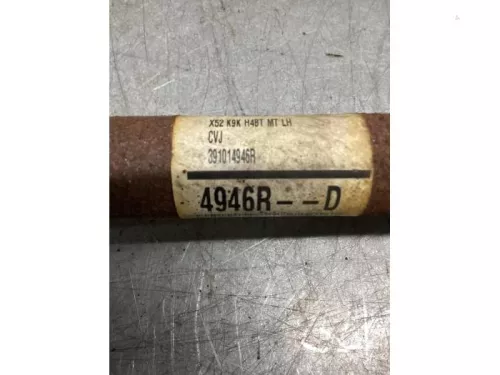 X52 K9K H4BT MT LH
CVJ
391014946R
4946R--D